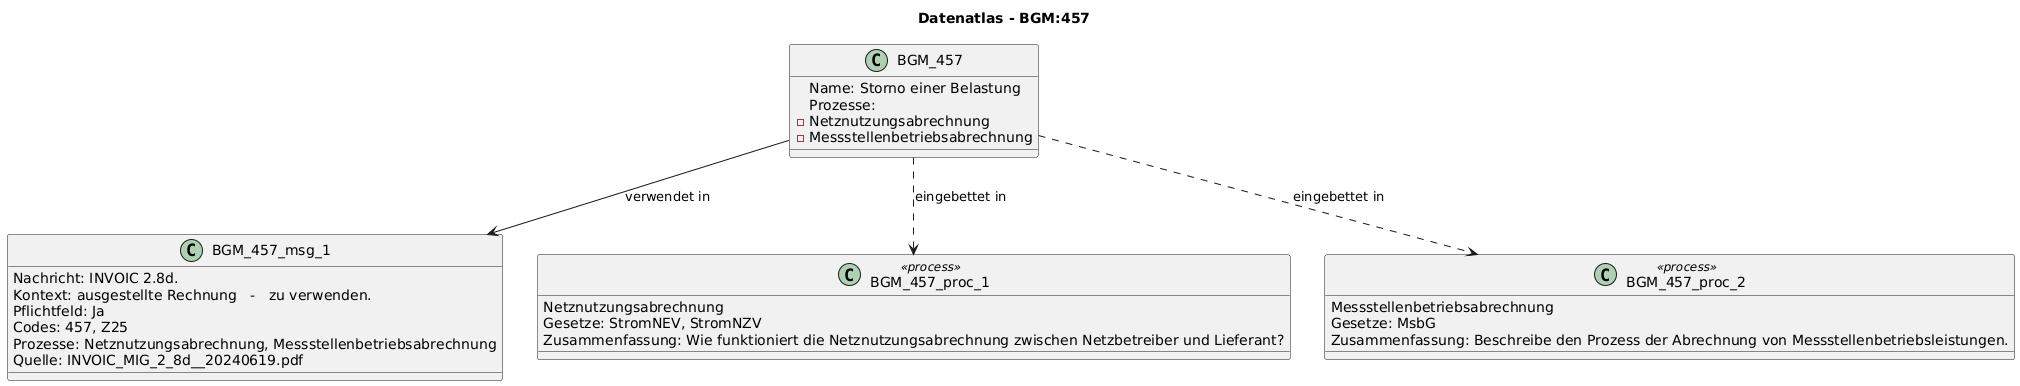 Datenatlas - BGM:457
C BGM_457
Name: Storno einer Belastung
Prozesse:
Netznutzungsabrechnung
Messstellenbetriebsabrechnung
verwendet in
eingebettet in
eingebettet in
C BGM_457_msg_1
Nachricht: INVOIC 2.8d.
Kontext: ausgestellte Rechnung - zu verwenden.
Pflichtfeld: Ja
Codes: 457, Z25
Prozesse: Netznutzungsabrechnung, Messstellenbetriebsabrechnung
Quelle: INVOIC_MIG_2_8d__20240619.pdf
«process»
C BGM_457_proc_1
Netznutzungsabrechnung
Gesetze: StromNEV, StromNZV
Zusammenfassung: Wie funktioniert die Netznutzungsabrechnung zwischen Netzbetreiber und Lieferant?
«process»
C BGM_457_proc_2
Messstellenbetriebsabrechnung
Gesetze: MsbG
Zusammenfassung: Beschreibe den Prozess der Abrechnung von Messstellenbetriebsleistungen.